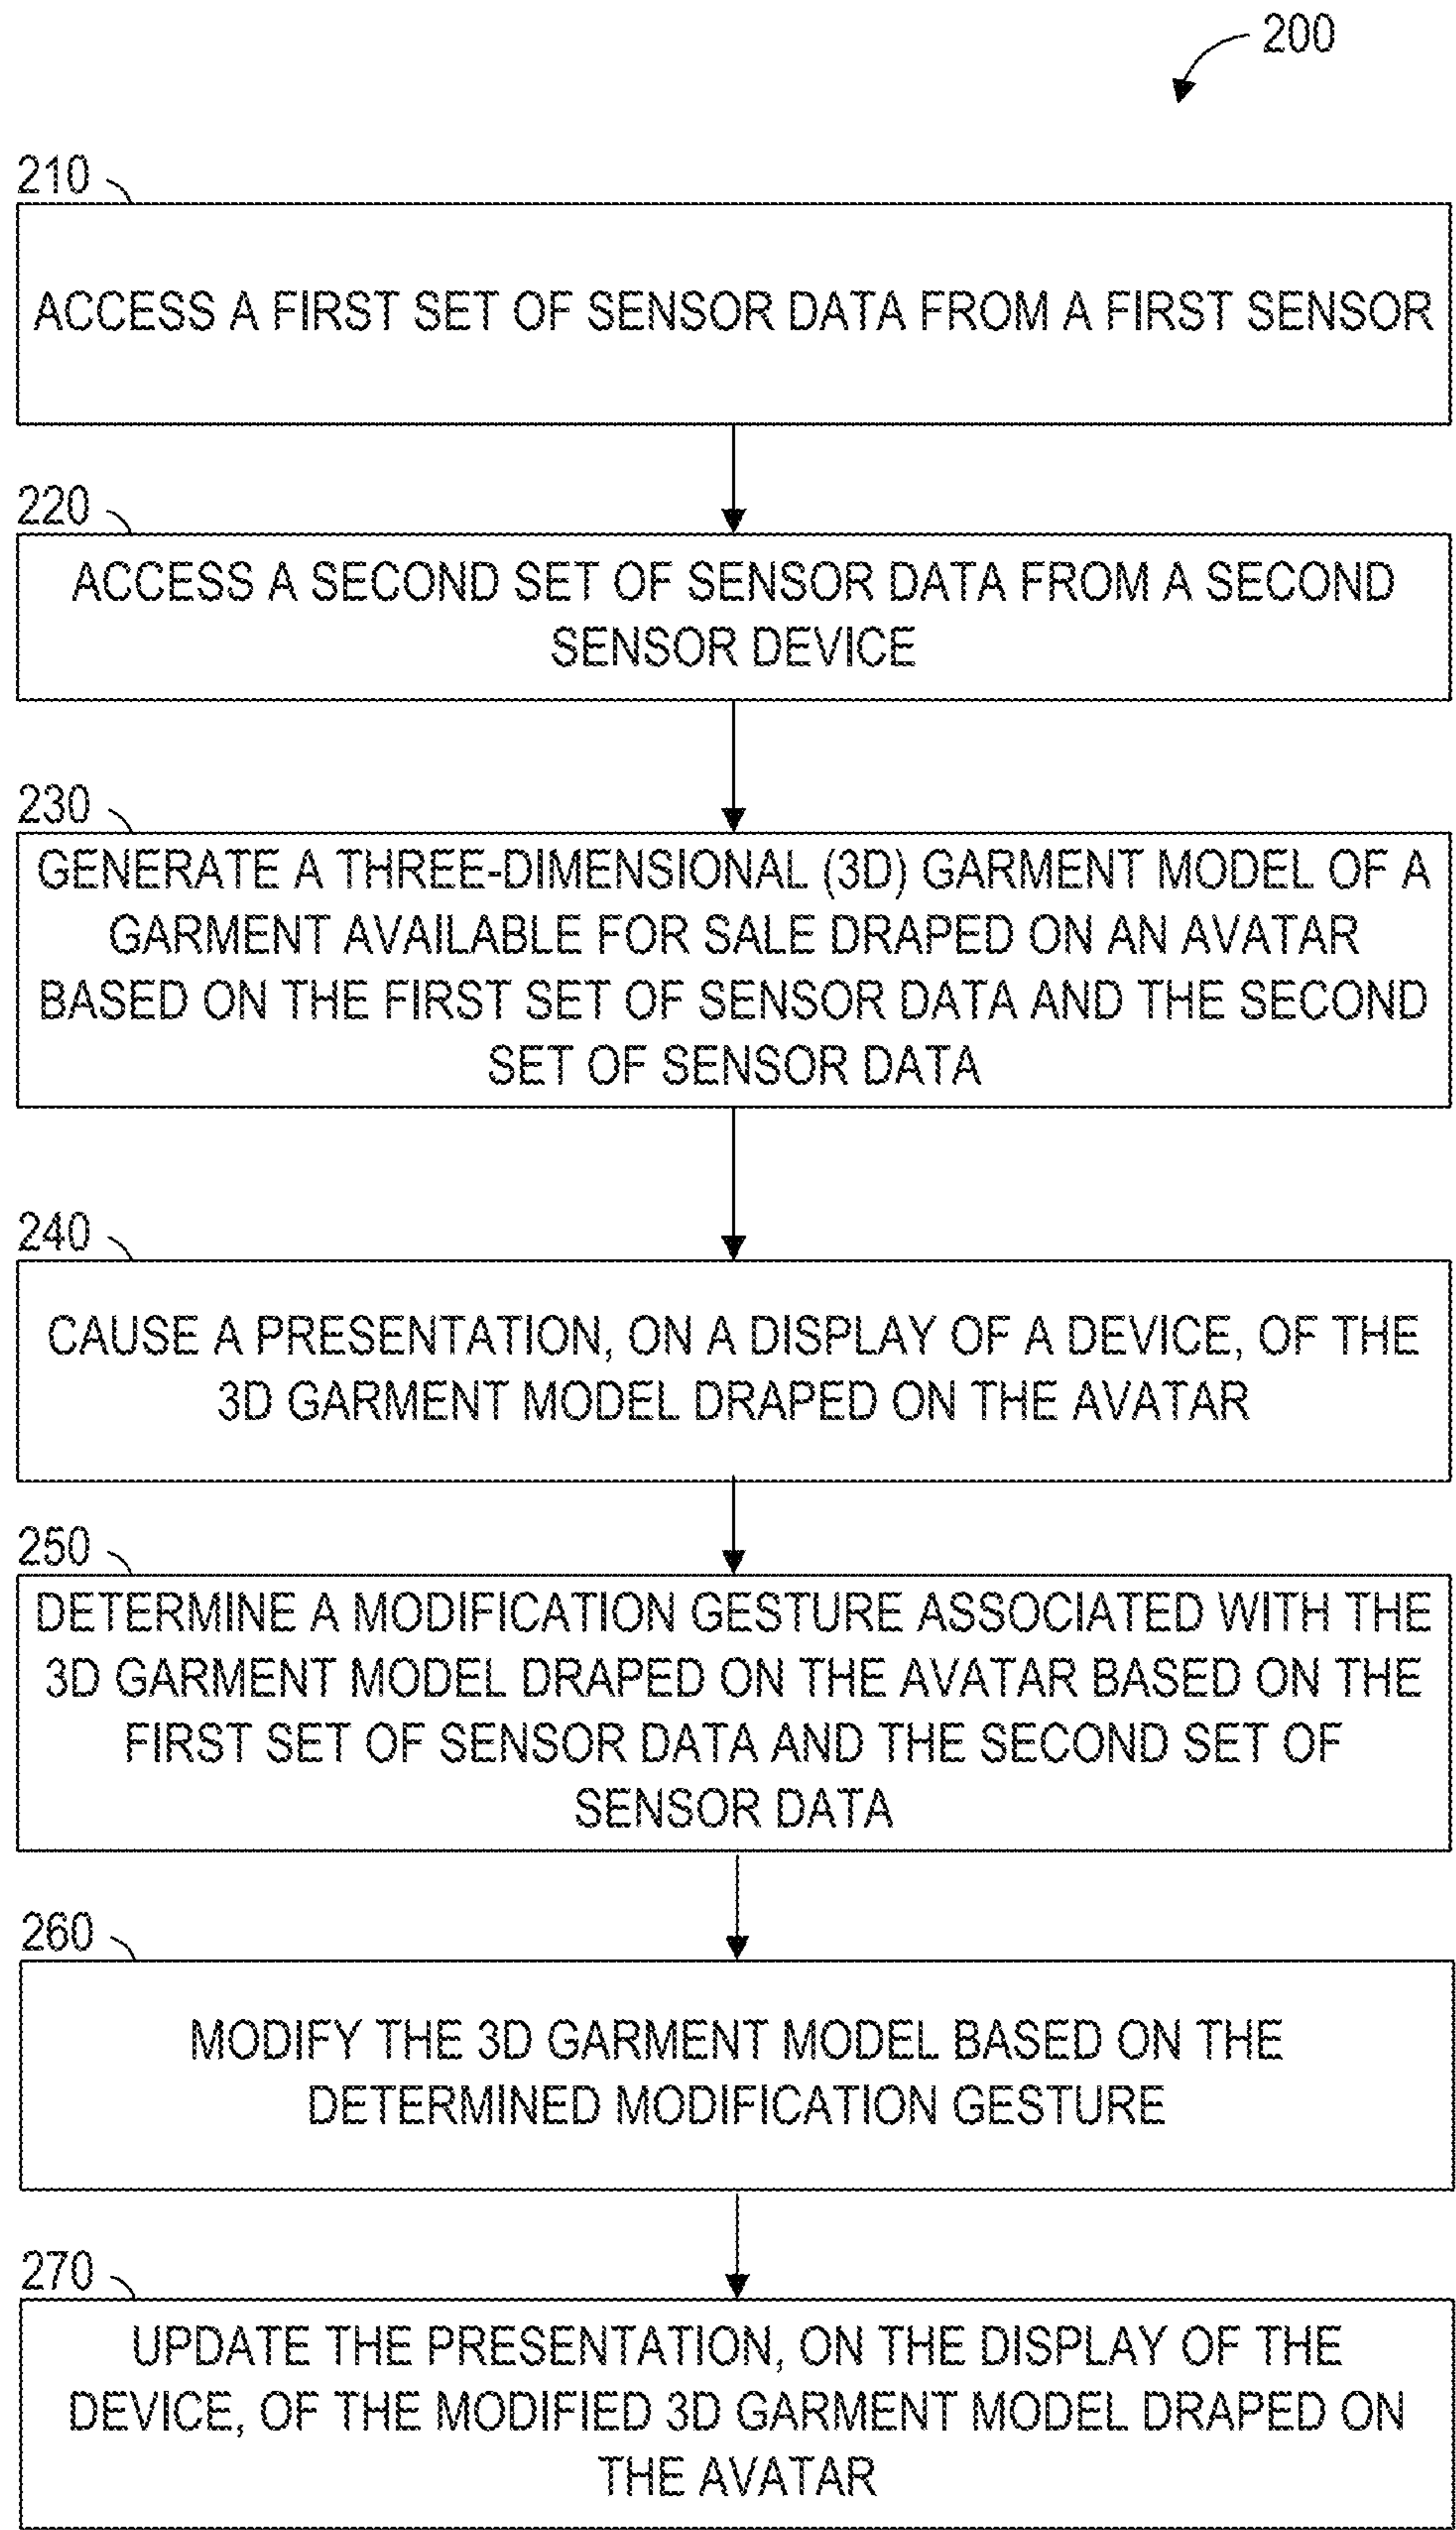 200
210
ACCESS A FIRST SET OF SENSOR DATA FROM A FIRST SENSOR
220
ACCESS A SECOND SET OF SENSOR DATA FROM A SECOND
SENSOR DEVICE
230
GENERATE A THREE-DIMENSIONAL (3D) GARMENT MODEL OF A
GARMENT AVAILABLE FOR SALE DRAPED ON AN AVATAR
BASED ON THE FIRST SET OF SENSOR DATA AND THE SECOND
SET OF SENSOR DATA
240
CAUSE A PRESENTATION, ON A DISPLAY OF A DEVICE, OF THE
3D GARMENT MODEL DRAPED ON THE AVATAR
250
DETERMINE A MODIFICATION GESTURE ASSOCIATED WITH THE
3D GARMENT MODEL DRAPED ON THE AVATAR BASED ON THE
FIRST SET OF SENSOR DATA AND THE SECOND SET OF
SENSOR DATA
260
MODIFY THE 3D GARMENT MODEL BASED ON THE
DETERMINED MODIFICATION GESTURE
270
UPDATE THE PRESENTATION, ON THE DISPLAY OF THE
DEVICE, OF THE MODIFIED 3D GARMENT MODEL DRAPED ON
THE AVATAR